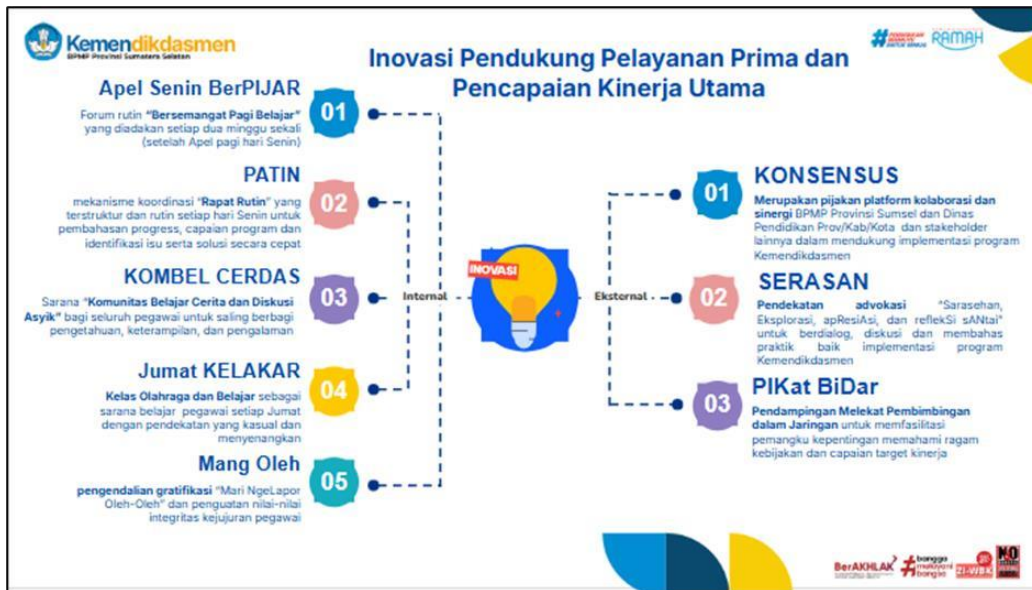 Kemendikdasmen
BPMP Provinsi Sumatera Selatan
#PENDIDIKAN BERMUTU UNTUK SEMUA
RAMAH
Inovasi Pendukung Pelayanan Prima dan
Pencapaian Kinerja Utama
Apel Senin BerPIJAR
Forum rutin “Bersemangat Pagi Belajar”
yang diadakan setiap dua minggu sekali
(setelah Apel pagi hari Senin)
01
PATIN
mekanisme koordinasi “Rapat Rutin” yang
terstruktur dan rutin setiap hari Senin untuk
pembahasan progress, capaian program dan
identifikasi isu serta solusi secara cepat
02
KOMBEL CERDAS
Sarana “Komunitas Belajar Cerita dan Diskusi
Asyik” bagi seluruh pegawai untuk saling berbagi
pengetahuan, keterampilan, dan pengalaman
03
Jumat KELAKAR
Kelas Olahraga dan Belajar sebagai
sarana belajar pegawai setiap Jumat
dengan pendekatan yang kasual dan
menyenangkan
04
Mang Oleh
pengendalian gratifikasi “Mari NgeLapor
Oleh-Oleh” dan penguatan nilai-nilai
integritas kejujuran pegawai
05
Internal
INOVASI
Eksternal
01
KONSENSUS
Merupakan pijakan platform kolaborasi dan
sinergi BPMP Provinsi Sumsel dan Dinas
Pendidikan Prov/Kab/Kota dan stakeholder
lainnya dalam mendukung implementasi program
Kemendikdasmen
02
SERASAN
Pendekatan advokasi “Sarasehan,
Eksplorasi, apResiAsi, dan reflekSi sANtai”
untuk berdialog, diskusi dan membahas
praktik baik implementasi program
Kemendikdasmen
03
PIKat BiDar
Pendampingan Melekat Pembimbingan
dalam Jaringan untuk memfasilitasi
pemangku kepentingan memahami ragam
kebijakan dan capaian target kinerja
BerAKHLAK
#bangga melayani bangsa
ZI-WBK
NO